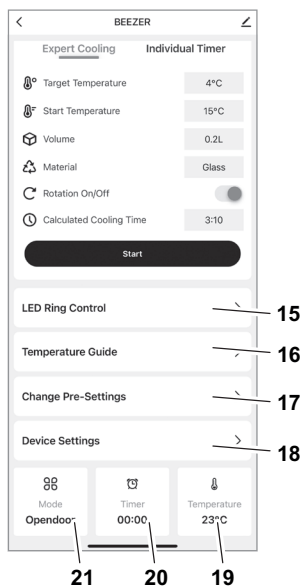 BEEZER
Expert Cooling Individual Timer
Target Temperature 4°C
Start Temperature 15°C
Volume 0.2L
Material Glass
Rotation On/Off
Calculated Cooling Time 3:10
Start
LED Ring Control 15
Temperature Guide 16
Change Pre-Settings 17
Device Settings 18
Mode Timer Temperature
Opendoor 00:00 23°C
21 20 19